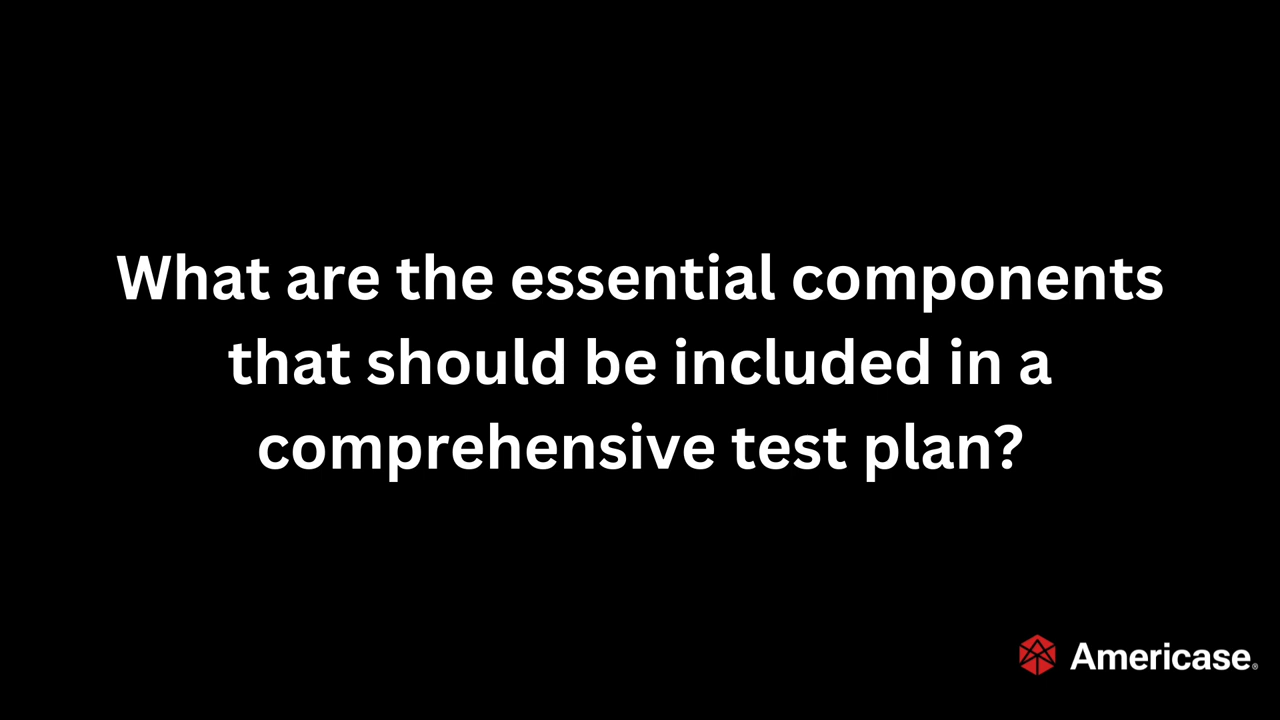 What are the essential components
that should be included in a
comprehensive test plan?
Americase®